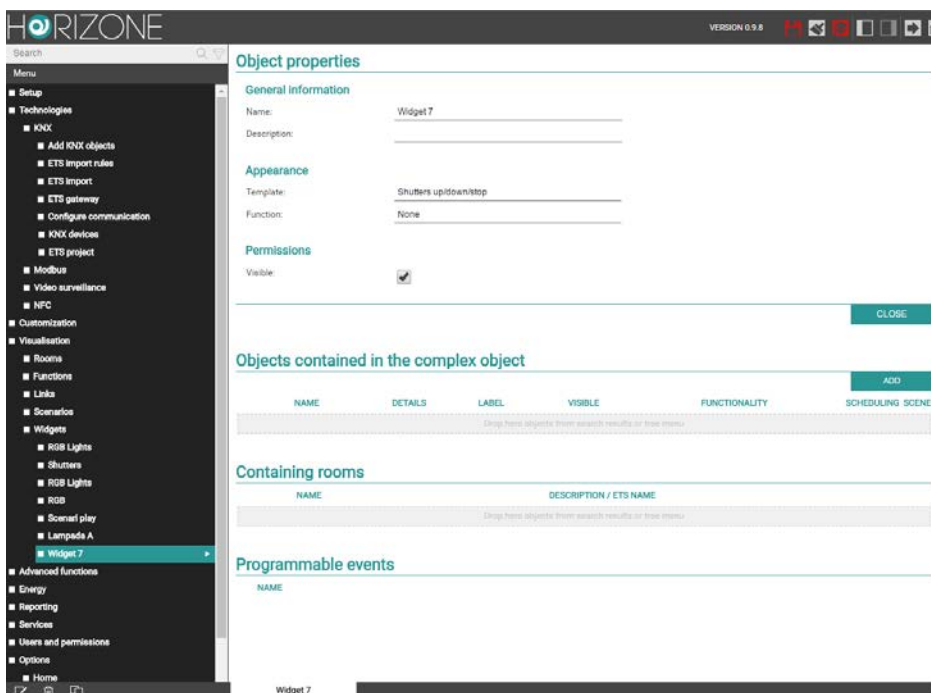 HORIZONE
VERSION 0.9.8
Search
Menu
Setup
Technologies
KNX
Add KNX objects
ETS import rules
ETS import
ETS gateway
Configure communication
KNX devices
ETS project
Modbus
Video surveillance
NFC
Customization
Visualisation
Rooms
Functions
Links
Scenarios
Widgets
RGB Lights
Shutters
RGB Lights
RGB
Scenari play
Lampada A
Widget 7
Advanced functions
Energy
Reporting
Services
Users and permissions
Options
Home
Object properties
General information
Name: Widget 7
Description:
Appearance
Template: Shutters up/down/stop
Function: None
Permissions
Visible:
CLOSE
Objects contained in the complex object
ADD
NAME DETAILS LABEL VISIBLE FUNCTIONALITY SCHEDULING SCENE
Drop here objects from search results or tree menu
Containing rooms
NAME DESCRIPTION / ETS NAME
Drop here objects from search results or tree menu
Programmable events
NAME
Widget 7